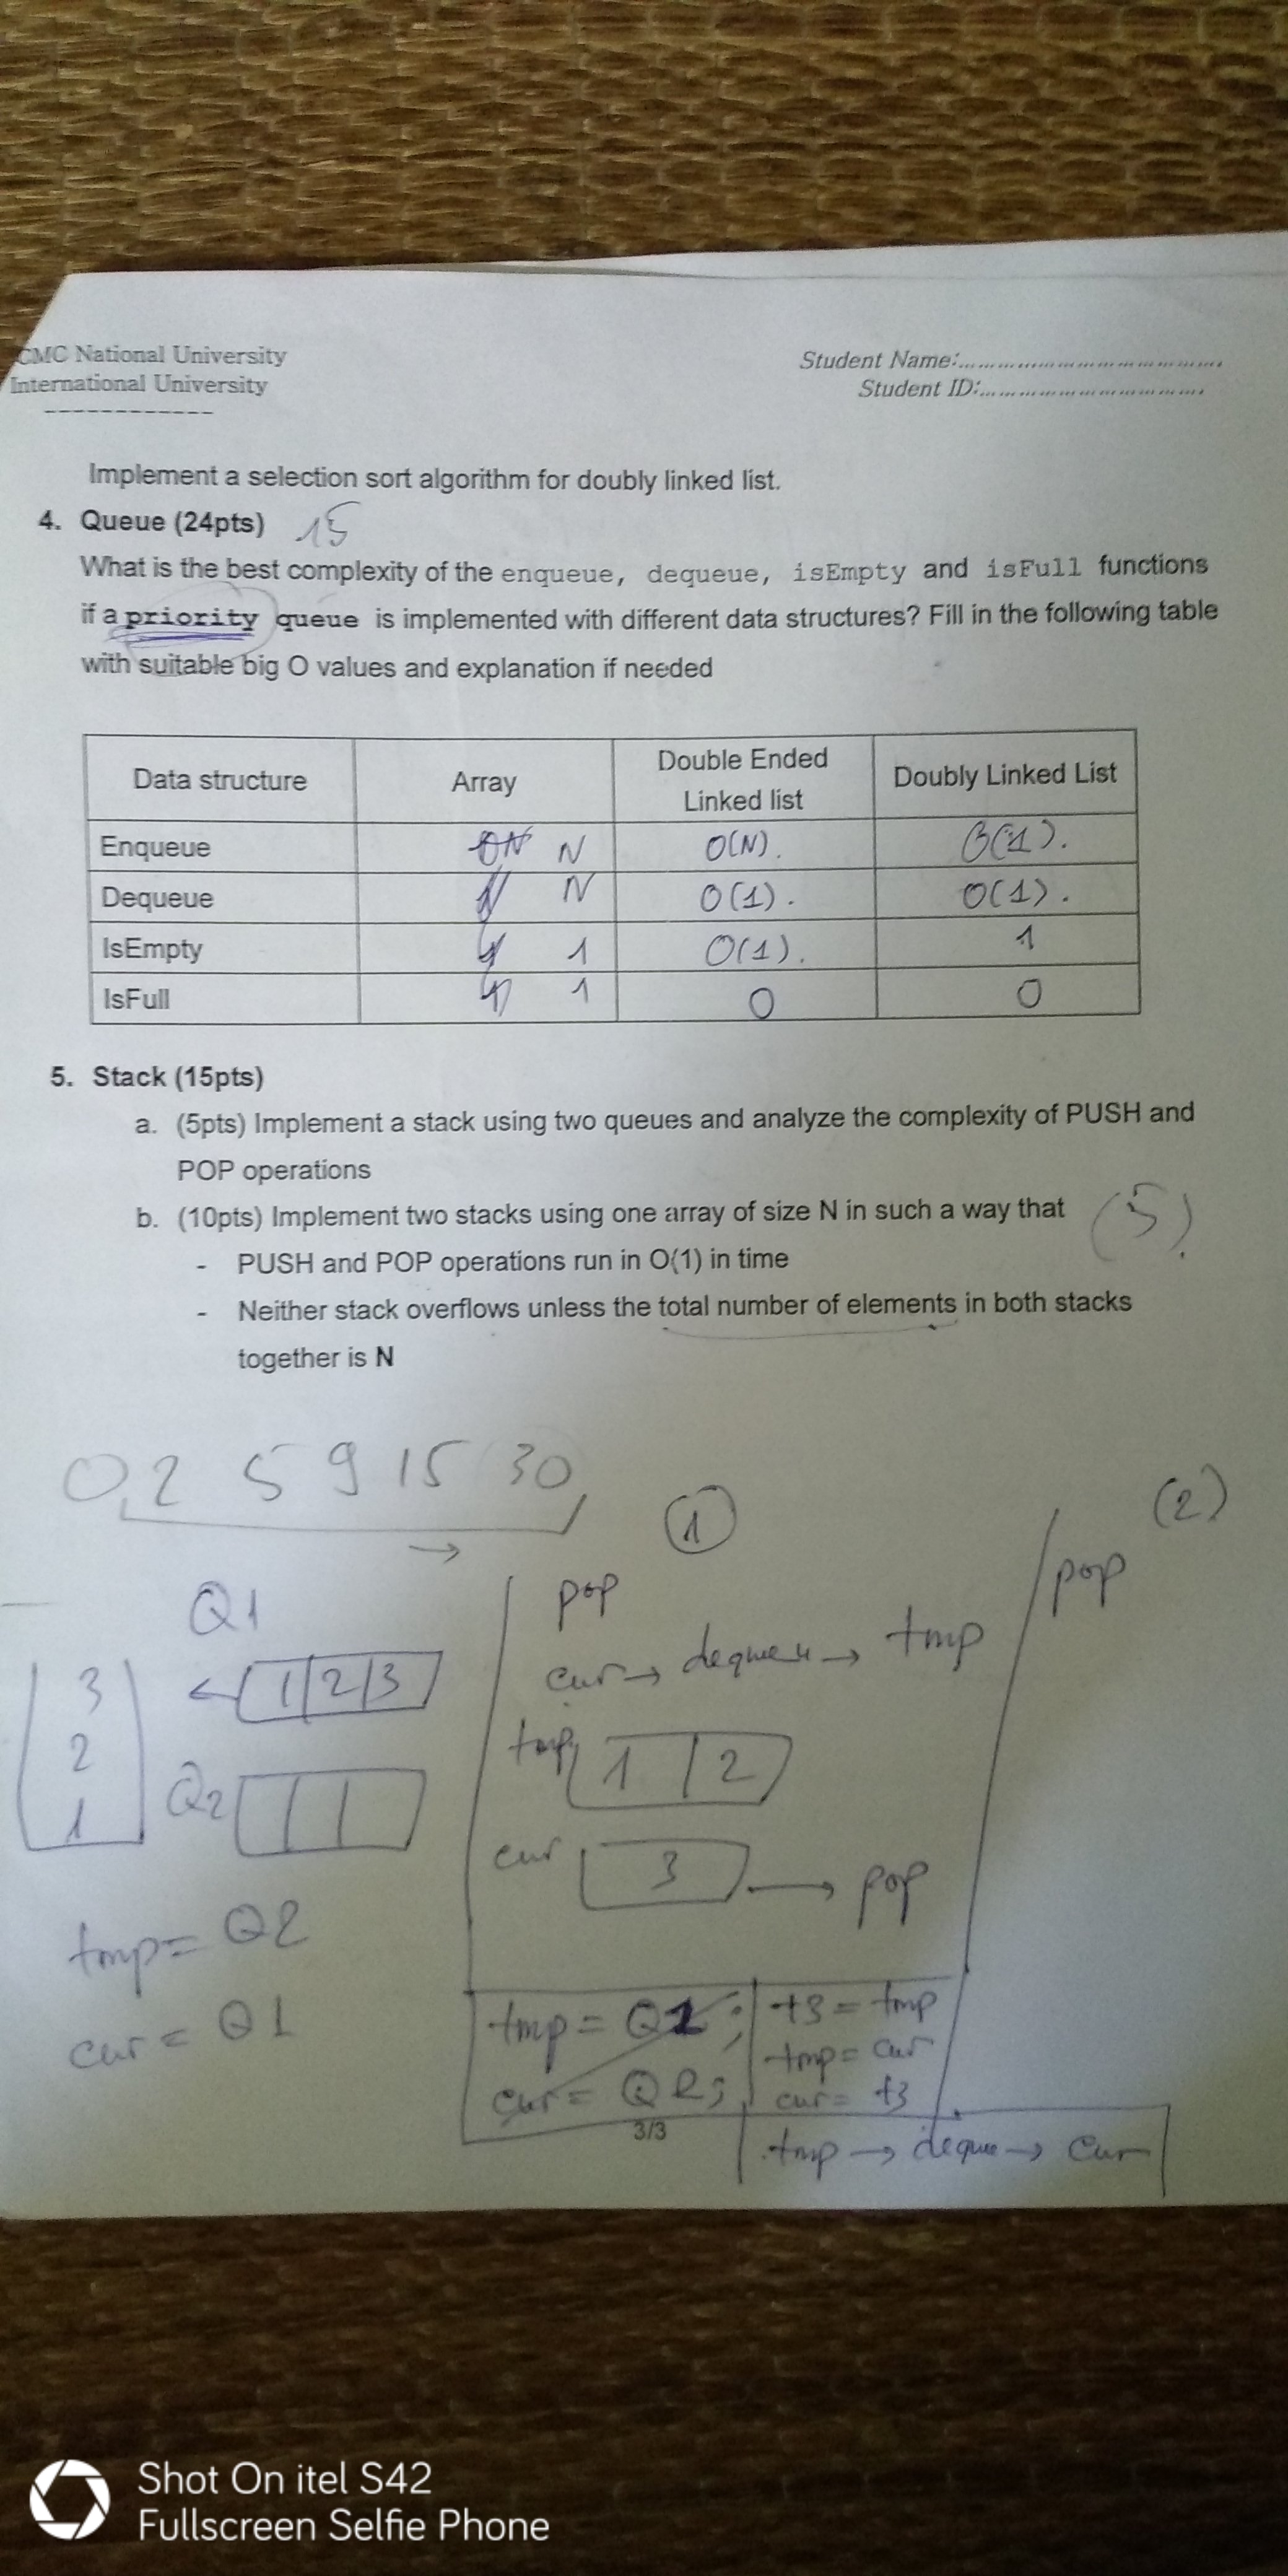 CMC National University
International University
Student Name:
Student ID:
Implement a selection sort algorithm for doubly linked list.
4. Queue (24pts) 15
What is the best complexity of the enqueue, dequeue, isEmpty and isFull functions
if a priority queue is implemented with different data structures? Fill in the following table
with suitable big O values and explanation if needed
Data structure Array Double Ended Linked list Doubly Linked List
Enqueue N O(N). O(1).
Dequeue N O(1). O(1).
IsEmpty 1 O(1). 1
IsFull 1 0 0
5. Stack (15pts)
a. (5pts) Implement a stack using two queues and analyze the complexity of PUSH and
POP operations
b. (10pts) Implement two stacks using one array of size N in such a way that (5)
- PUSH and POP operations run in O(1) in time
- Neither stack overflows unless the total number of elements in both stacks
together is N
0, 2 5 9 15 30
Q1
3
2
1
1 2 3
Q2
tmp = Q2
cur = Q1
(1)
pop
cur → dequeu → tmp
tmp 1 2
cur 3 → pop
tmp = Q1;
cur = Q2;
t3 = tmp
tmp = cur
cur = t3
tmp → deque → cur
(2)
pop
3/3
Shot On itel S42
Fullscreen Selfie Phone